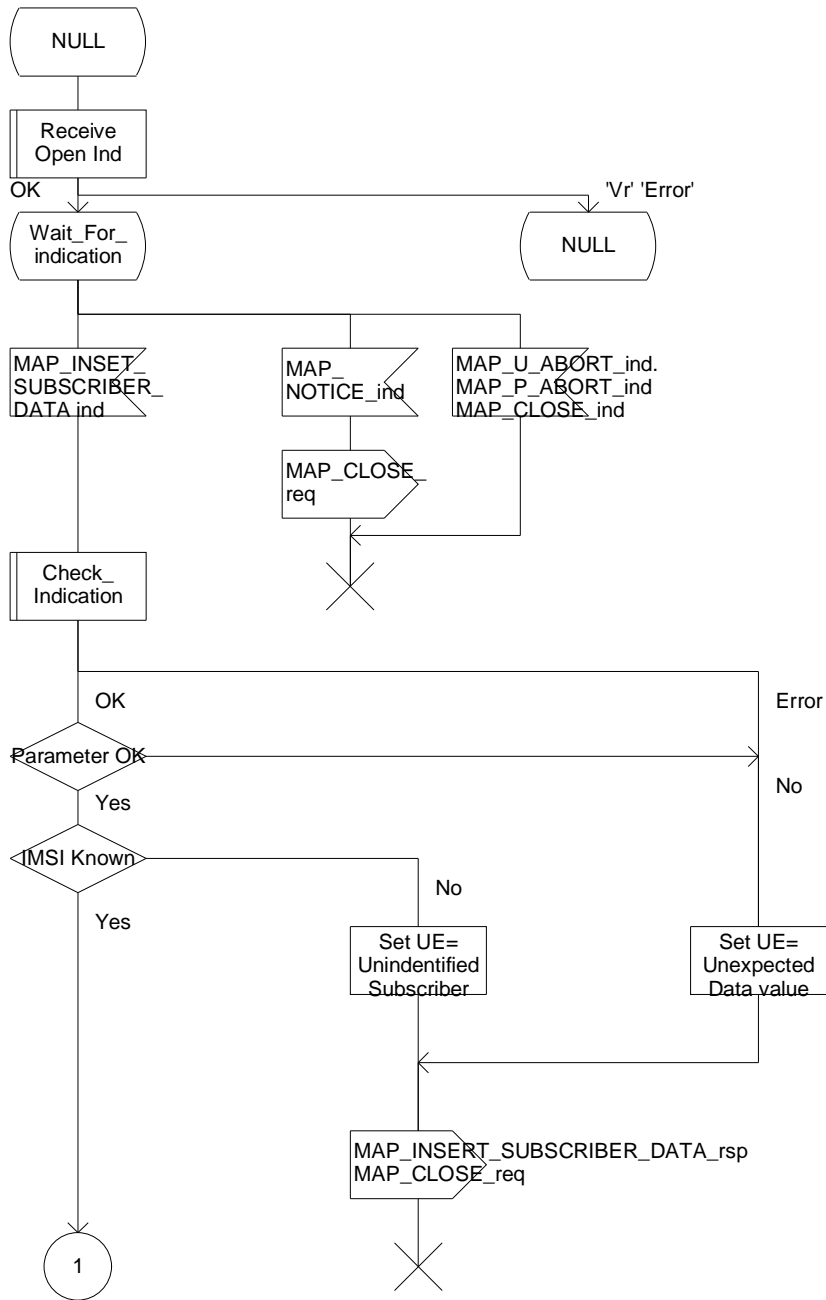 NULL
Receive
Open Ind
OK
'Vr' 'Error'
Wait_For_
indication
NULL
MAP_INSET_
SUBSCRIBER_
DATA ind
MAP_
NOTICE_ind
MAP_U_ABORT_ind.
MAP_P_ABORT_ind
MAP_CLOSE_ind
MAP_CLOSE_
req
Check_
Indication
OK
Error
Parameter OK
No
Yes
IMSI Known
No
Yes
Set UE=
Unindentified
Subscriber
Set UE=
Unexpected
Data value
MAP_INSERT_SUBSCRIBER_DATA_rsp
MAP_CLOSE_req
1